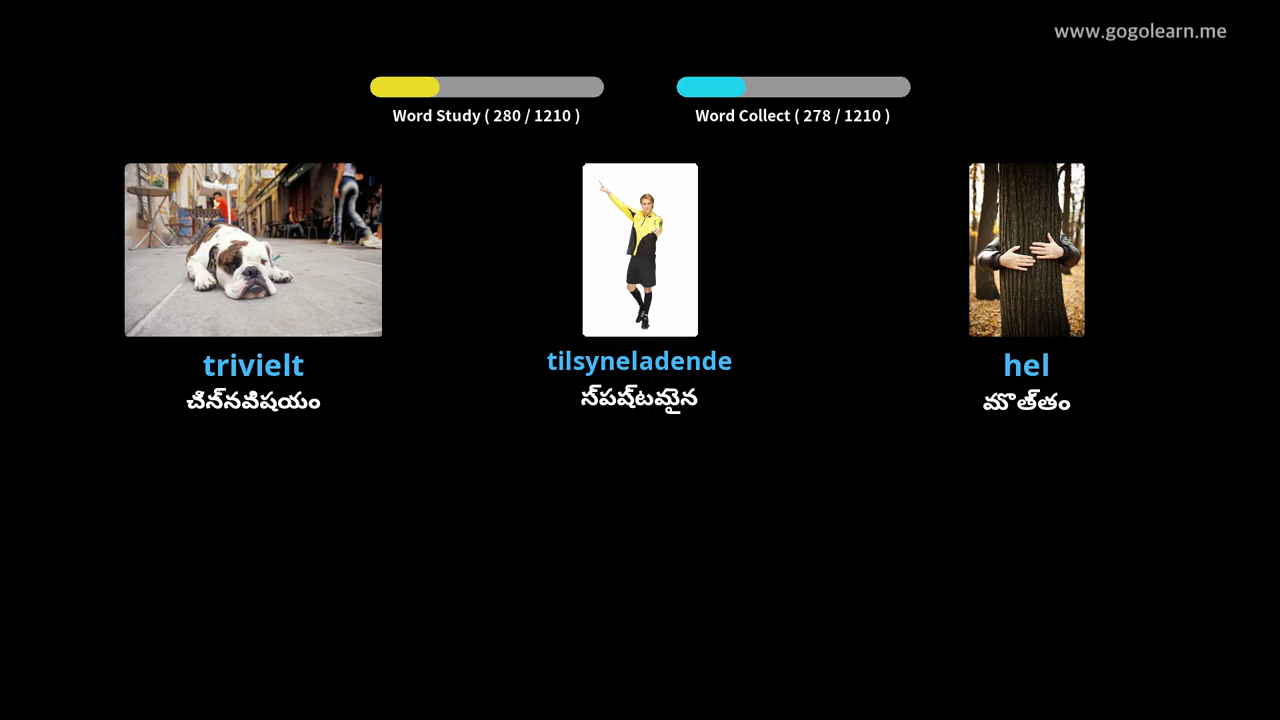 www.gogolearn.me
Word Study ( 280 / 1210 )
Word Collect ( 278 / 1210 )
trivielt
tilsyneladende
hel
చిన్నవిషయం
స్పష్టమైన
మొత్తం